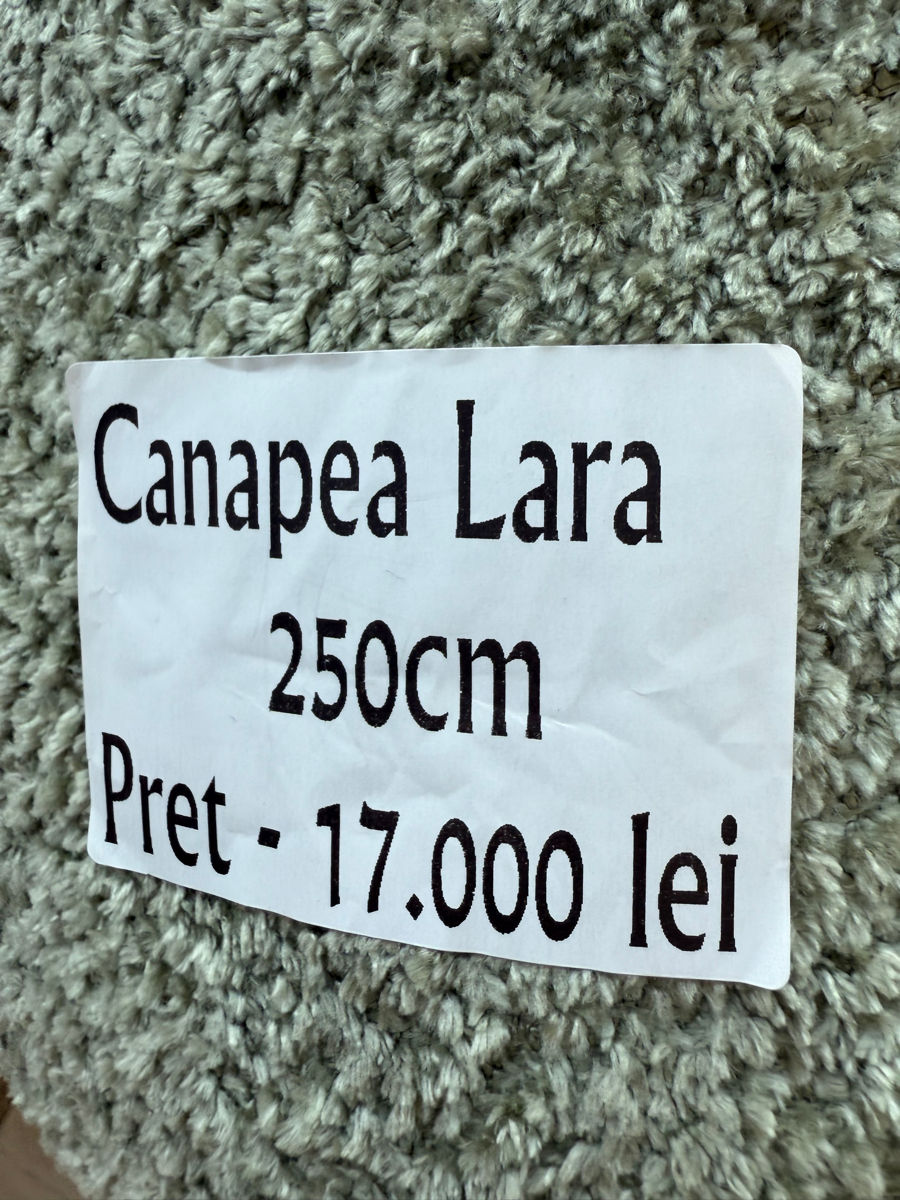 Canapea Lara
250cm
Pret - 17.000 lei